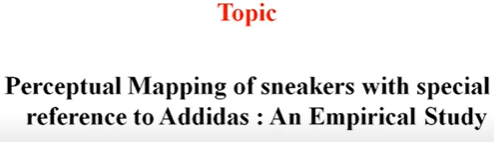 Topic
Perceptual Mapping of sneakers with special
reference to Addidas : An Empirical Study